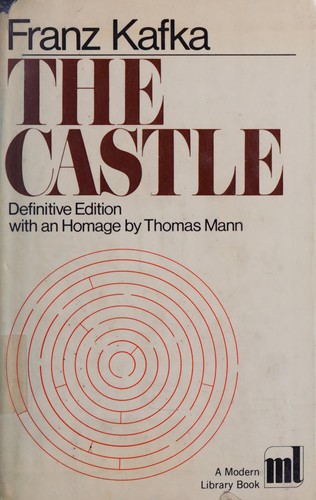 Franz Kafka
THE
CASTLE
Definitive Edition
with an Homage by Thomas Mann
A Modern
Library Book
ml